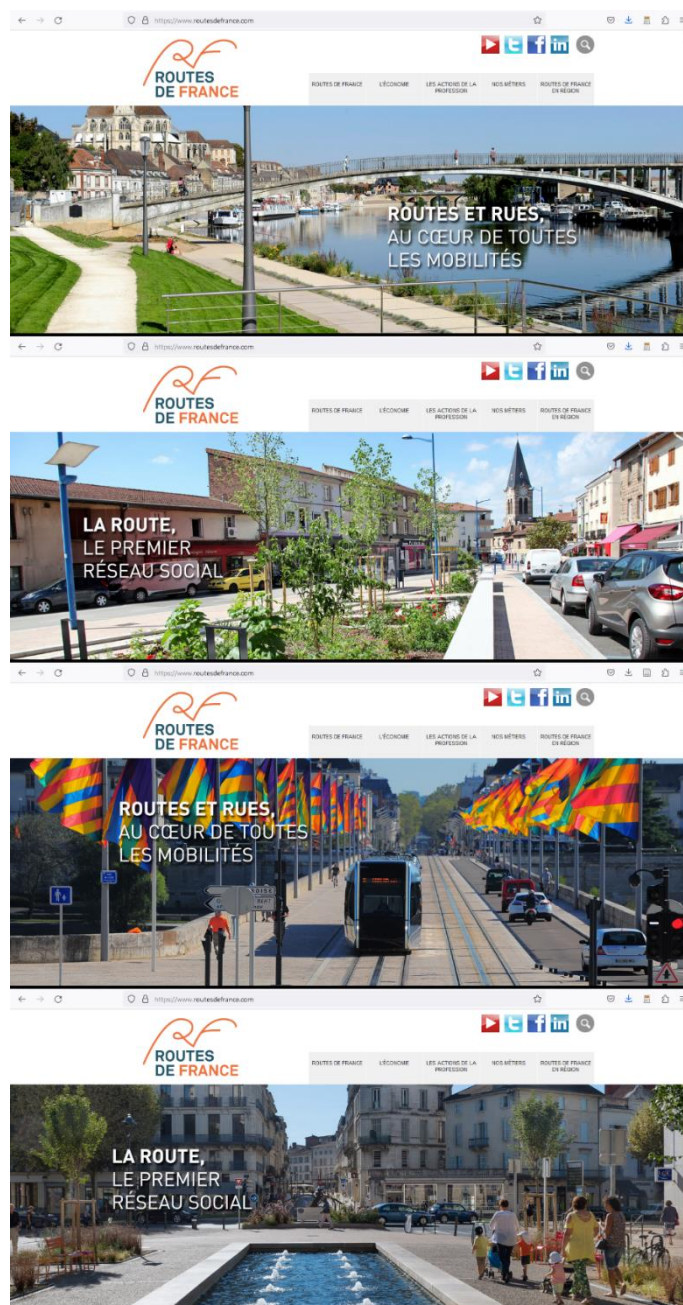 https://www.routesdefrance.com
ROUTES
DE FRANCE
ROUTES DE FRANCE
L'ÉCONOMIE
LES ACTIONS DE LA
PROFESSION
NOS MÉTIERS
ROUTES DE FRANCE
EN RÉGION
ROUTES ET RUES,
AU CŒUR DE TOUTES
LES MOBILITÉS
https://www.routesdefrance.com
ROUTES
DE FRANCE
ROUTES DE FRANCE
L'ÉCONOMIE
LES ACTIONS DE LA
PROFESSION
NOS MÉTIERS
ROUTES DE FRANCE
EN RÉGION
LA ROUTE,
LE PREMIER
RÉSEAU SOCIAL
https://www.routesdefrance.com
ROUTES
DE FRANCE
ROUTES DE FRANCE
L'ÉCONOMIE
LES ACTIONS DE LA
PROFESSION
NOS MÉTIERS
ROUTES DE FRANCE
EN RÉGION
ROUTES ET RUES,
AU CŒUR DE TOUTES
LES MOBILITÉS
https://www.routesdefrance.com
ROUTES
DE FRANCE
ROUTES DE FRANCE
L'ÉCONOMIE
LES ACTIONS DE LA
PROFESSION
NOS MÉTIERS
ROUTES DE FRANCE
EN RÉGION
LA ROUTE,
LE PREMIER
RÉSEAU SOCIAL